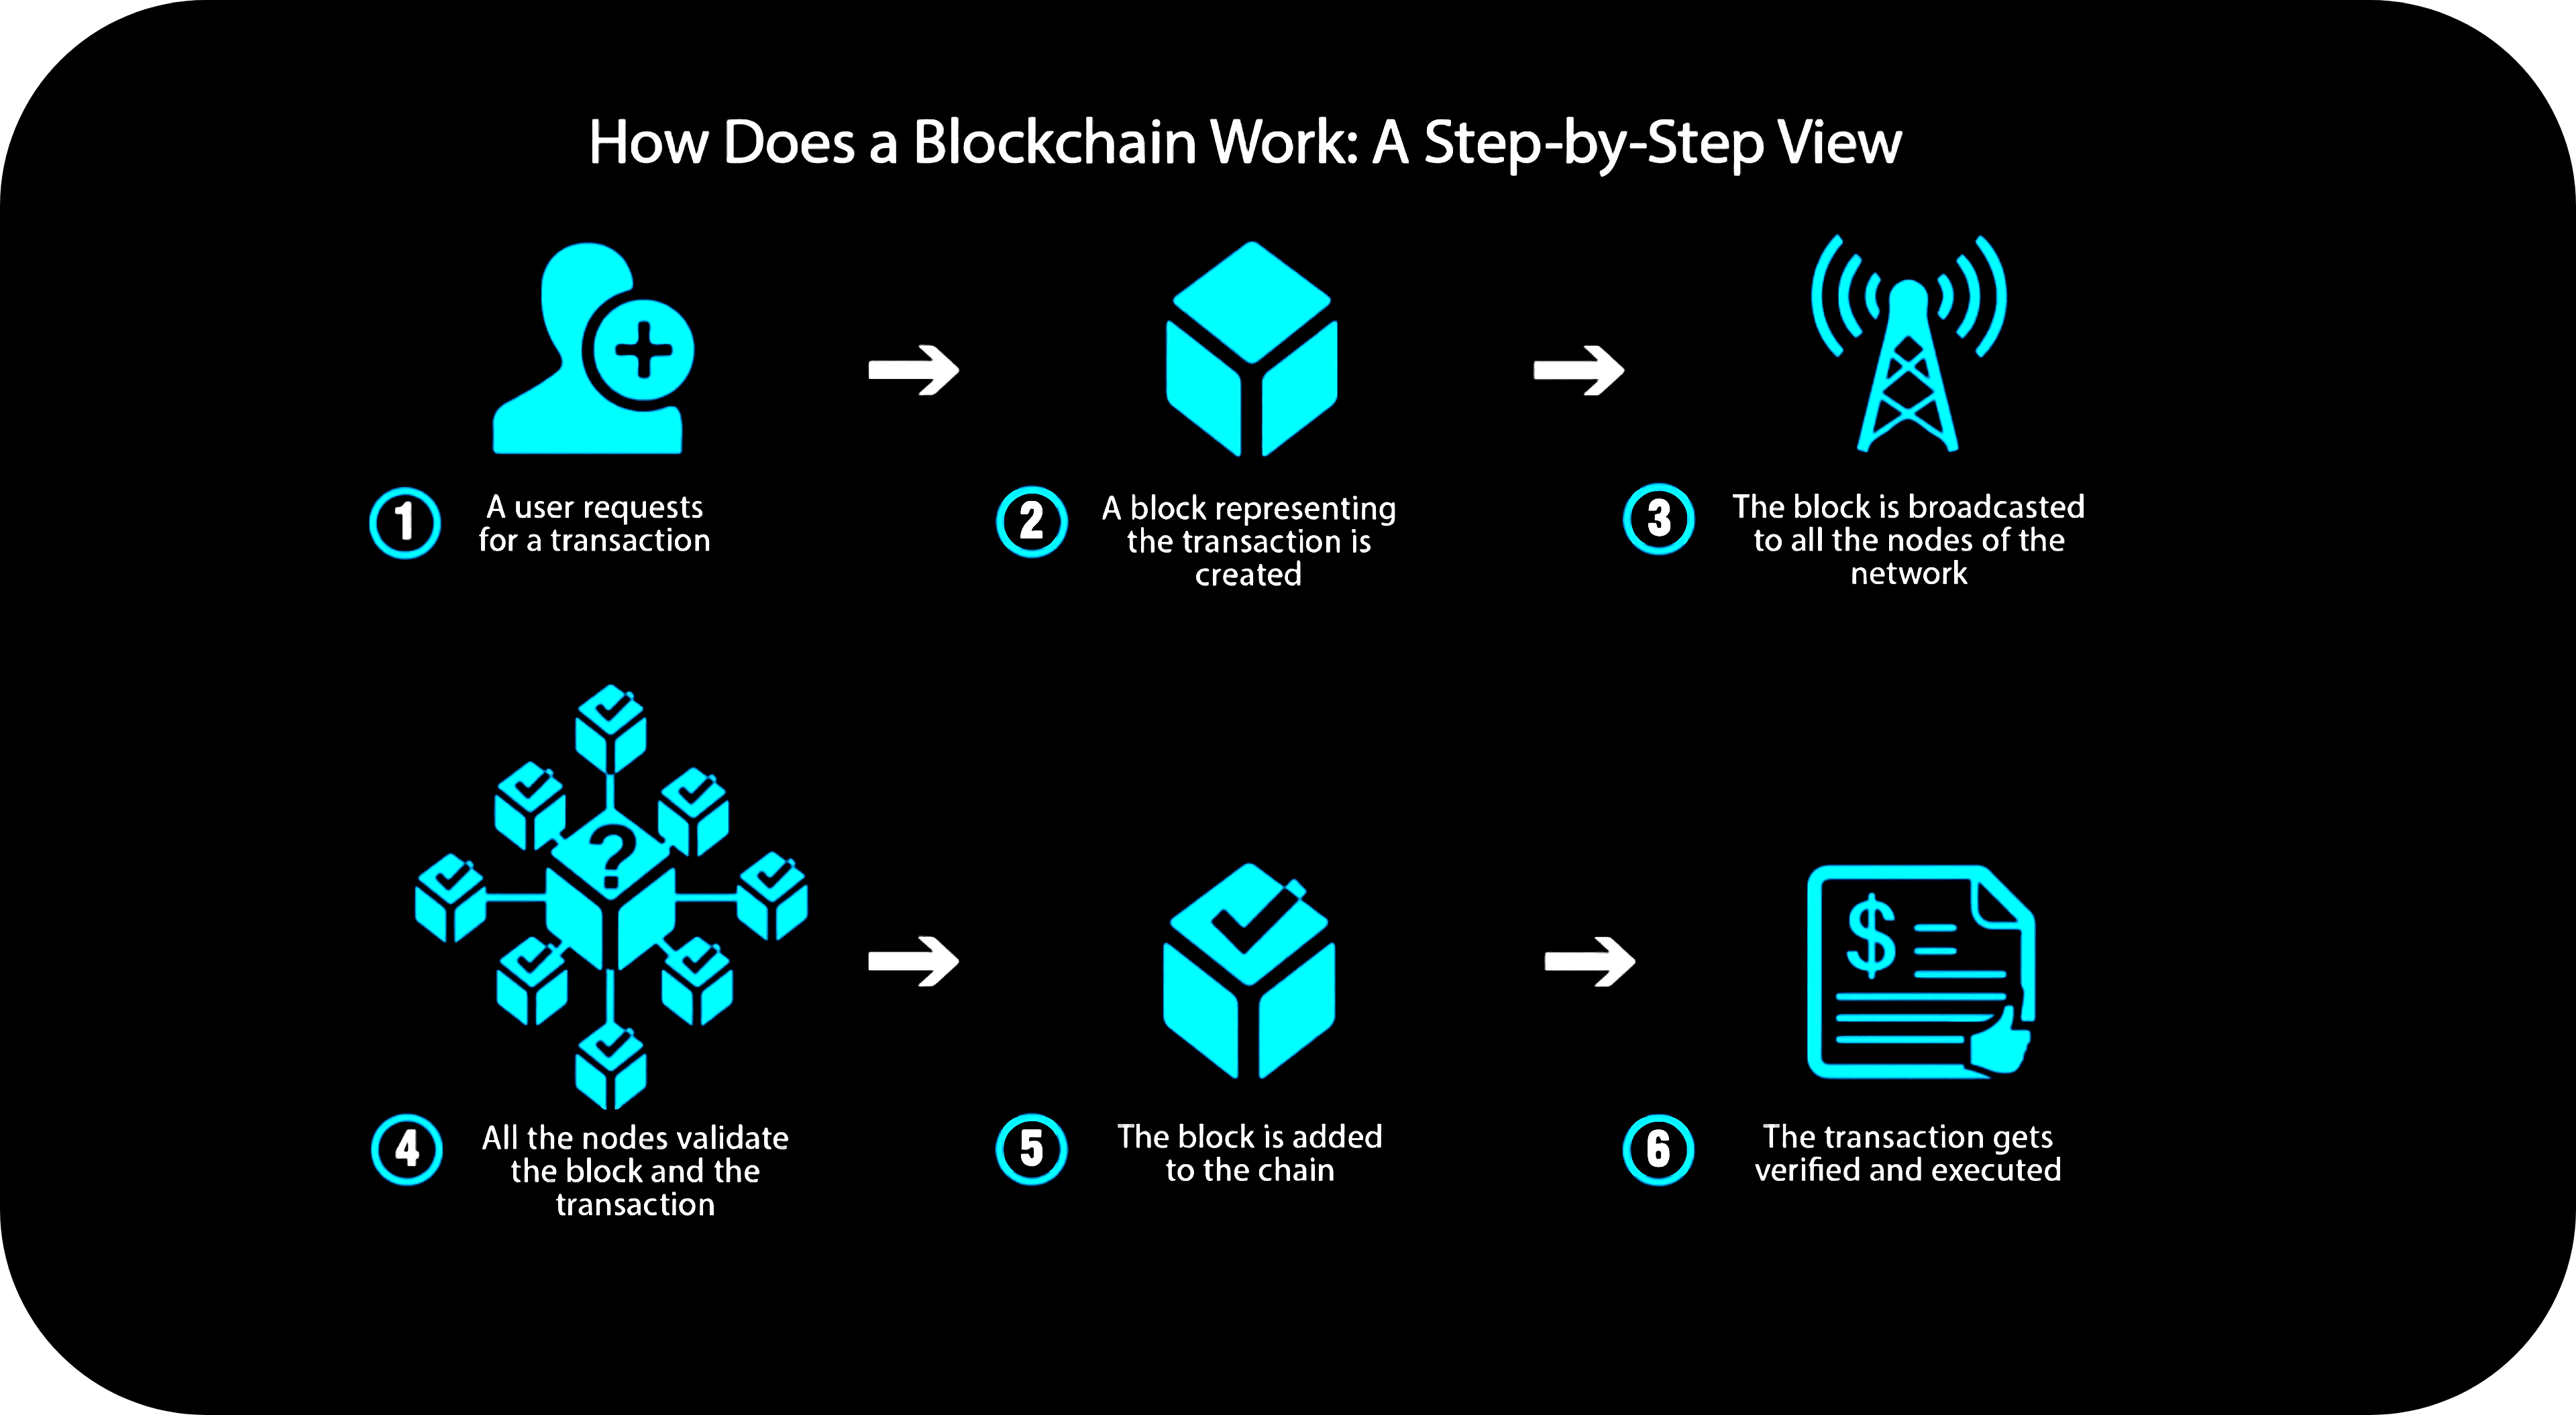 How Does a Blockchain Work: A Step-by-Step View
1
A user requests
for a transaction
2
A block representing
the transaction is
created
3
The block is broadcasted
to all the nodes of the
network
?
$
4
All the nodes validate
the block and the
transaction
5
The block is added
to the chain
6
The transaction gets
verified and executed